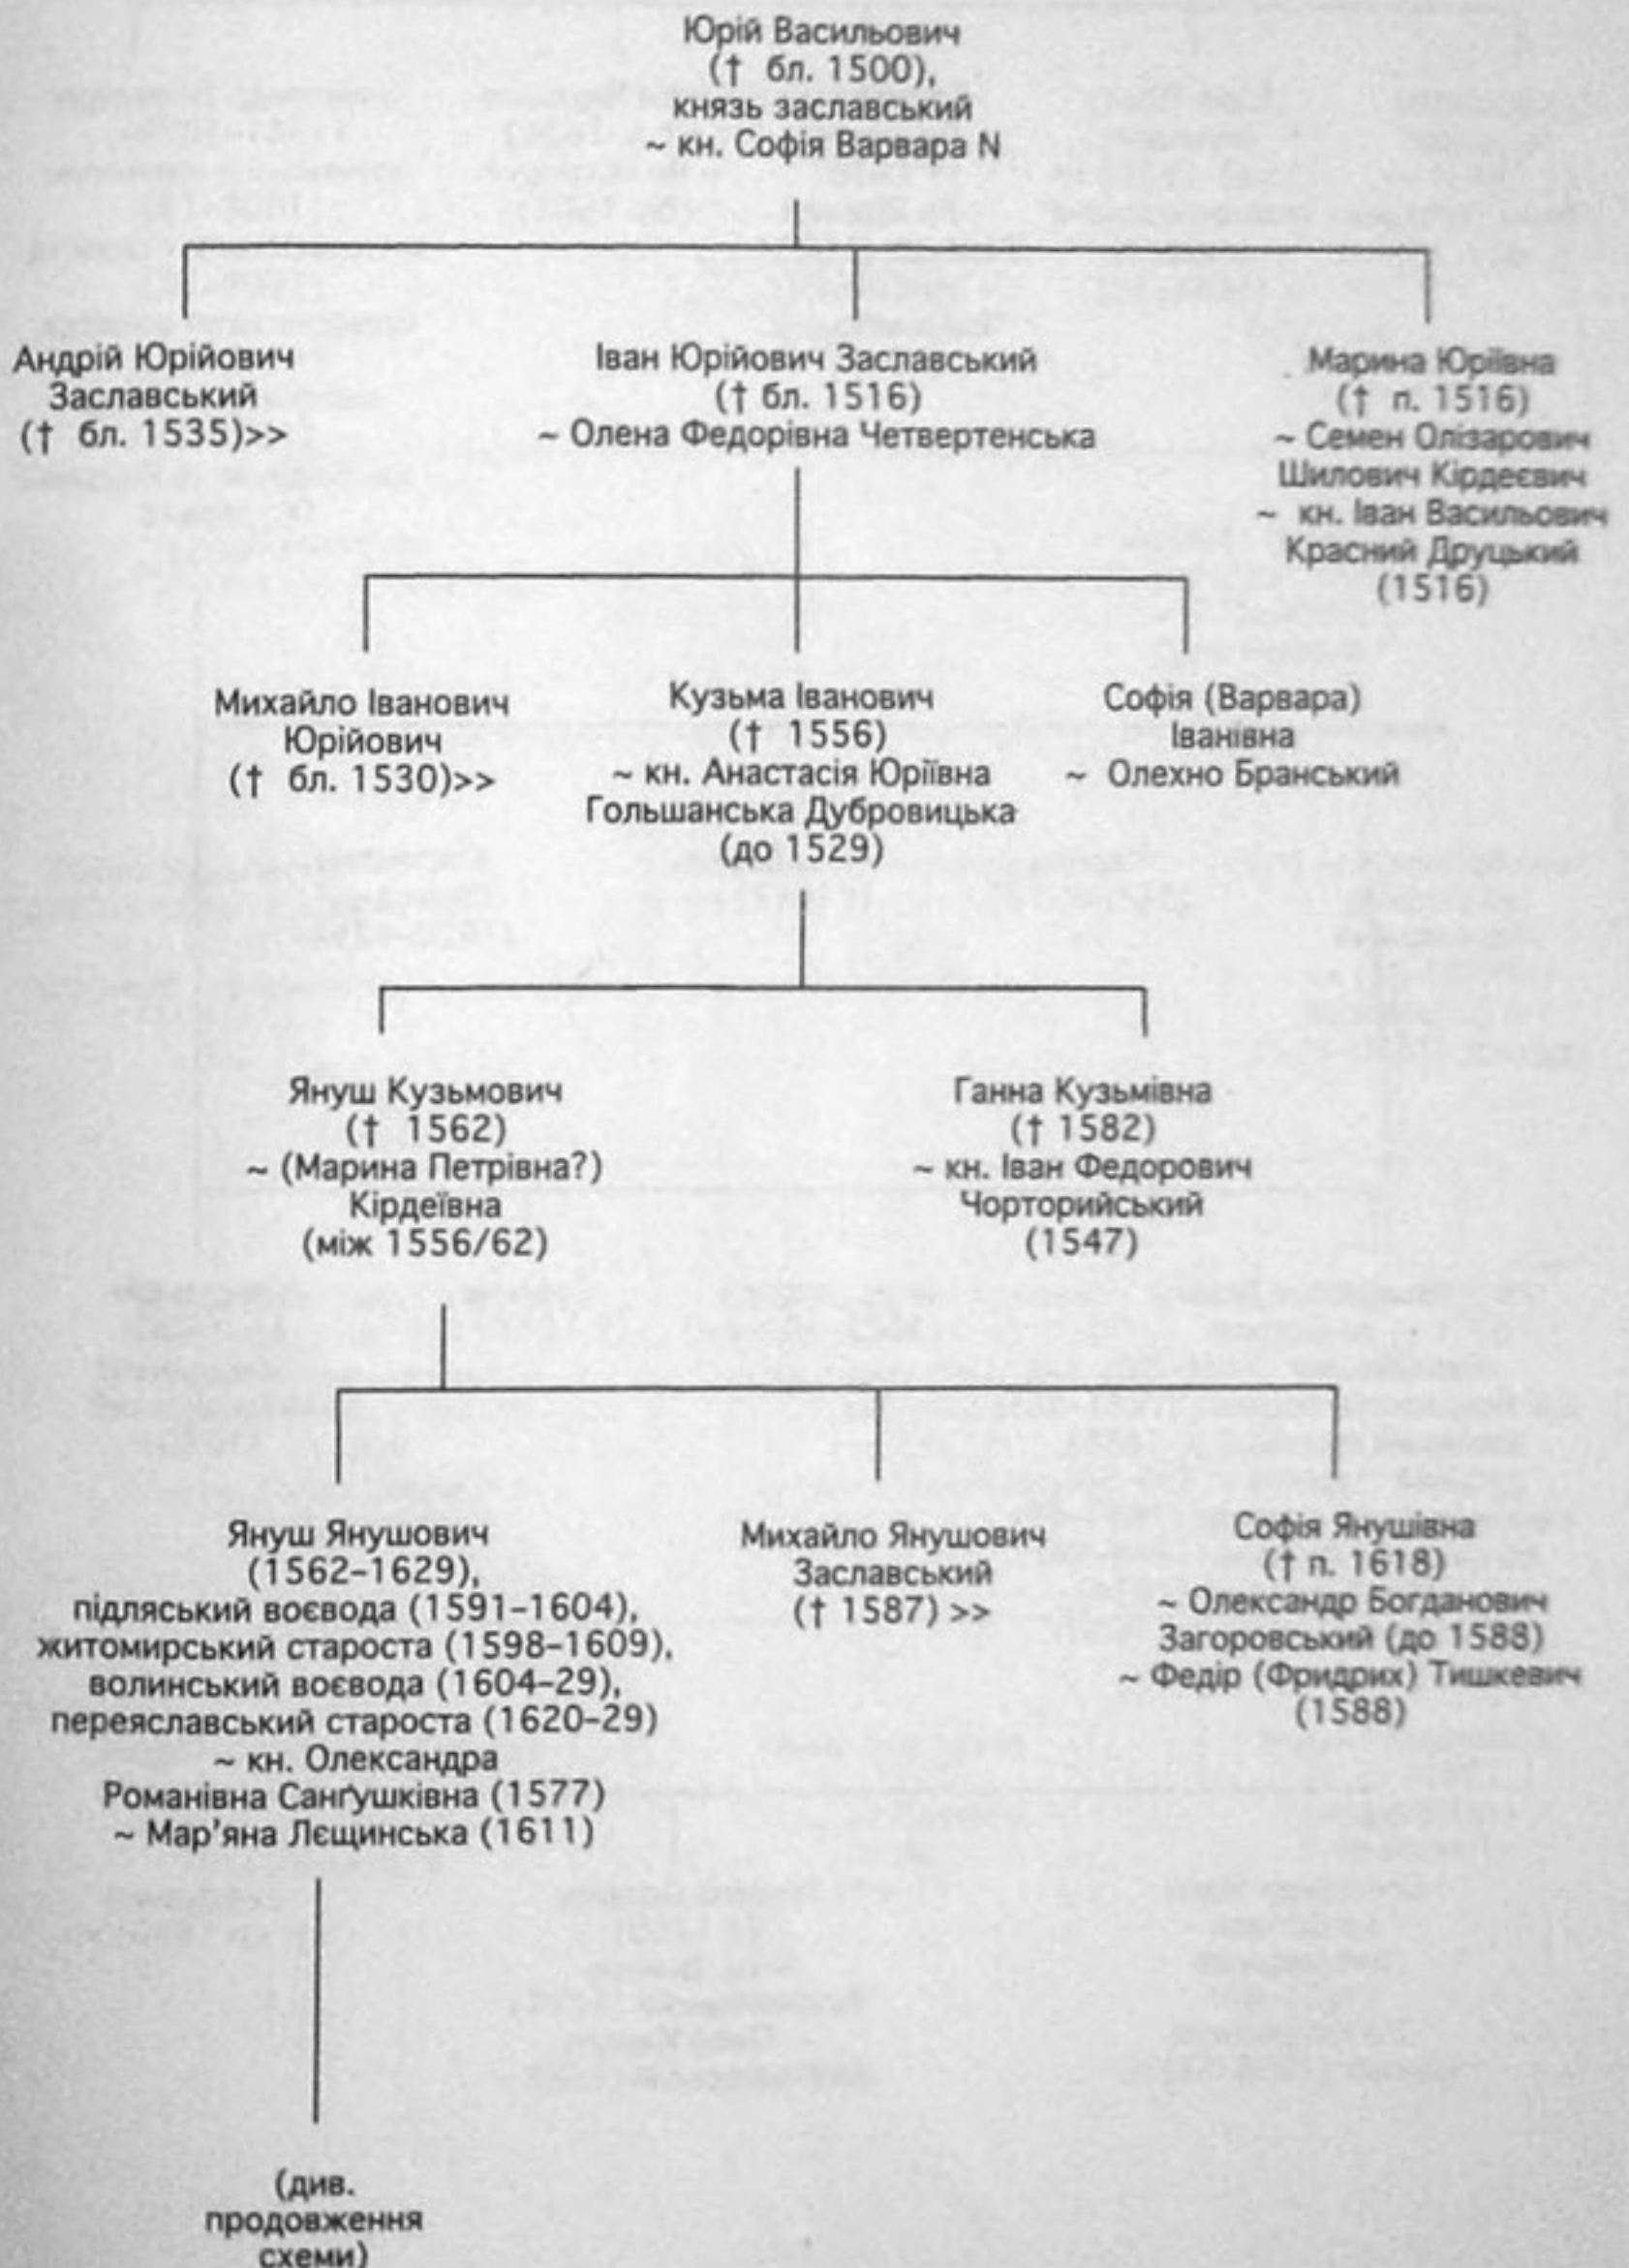 Юрій Васильович
(† бл. 1500),
князь заславський
~ кн. Софія Варвара N
Андрій Юрійович
Заславський
(† бл. 1535)>>
Іван Юрійович Заславський
(† бл. 1516)
~ Олена Федорівна Четвертенська
Марина Юріївна
(† п. 1516)
~ Семен Олізарович
Шилович Кірдеєвич
~ кн. Іван Васильович
Красний Друцький
(1516)
Михайло Іванович
Юрійович
(† бл. 1530)>>
Кузьма Іванович
(† 1556)
~ кн. Анастасія Юріївна
Гольшанська Дубровицька
(до 1529)
Софія (Варвара)
Іванівна
~ Олехно Бранський
Януш Кузьмович
(† 1562)
~ (Марина Петрівна?)
Кірдеївна
(між 1556/62)
Ганна Кузьмівна
(† 1582)
~ кн. Іван Федорович
Чорторийський
(1547)
Януш Янушович
(1562–1629),
підляський воєвода (1591–1604),
житомирський староста (1598–1609),
волинський воєвода (1604–29),
переяславський староста (1620–29)
~ кн. Олександра
Романівна Санґушківна (1577)
~ Мар'яна Лєщинська (1611)
Михайло Янушович
Заславський
(† 1587) >>
Софія Янушівна
(† п. 1618)
~ Олександр Богданович
Загоровський (до 1588)
~ Федір (Фридрих) Тишкевич
(1588)
(див.
продовження
схеми)